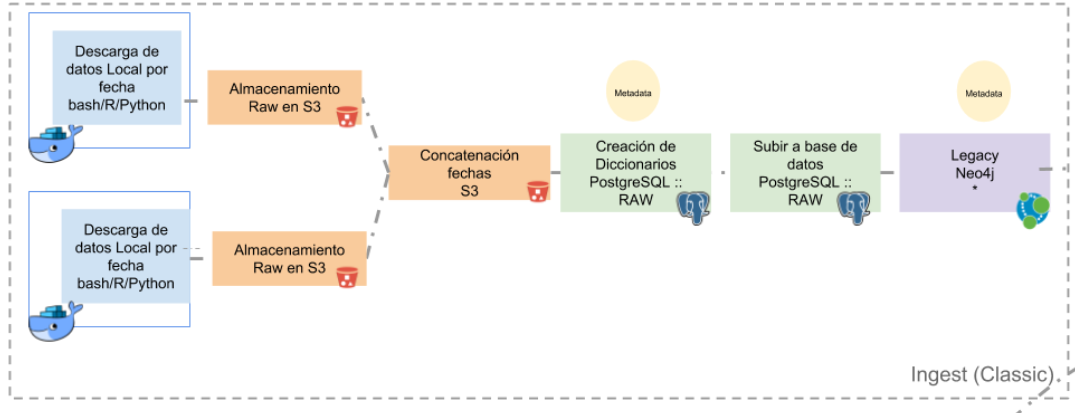 Descarga de
datos Local por
fecha
bash/R/Python
Almacenamiento
Raw en S3
Descarga de
datos Local por
fecha
bash/R/Python
Almacenamiento
Raw en S3
Concatenación
fechas
S3
Metadata
Creación de
Diccionarios
PostgreSQL ::
RAW
Subir a base de
datos
PostgreSQL ::
RAW
Metadata
Legacy
Neo4j
*
Ingest (Classic)